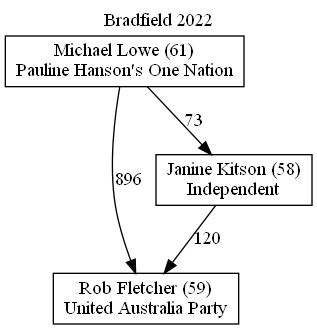 Bradfield 2022
Michael Lowe (61)
Pauline Hanson's One Nation
73
Janine Kitson (58)
Independent
896
120
Rob Fletcher (59)
United Australia Party